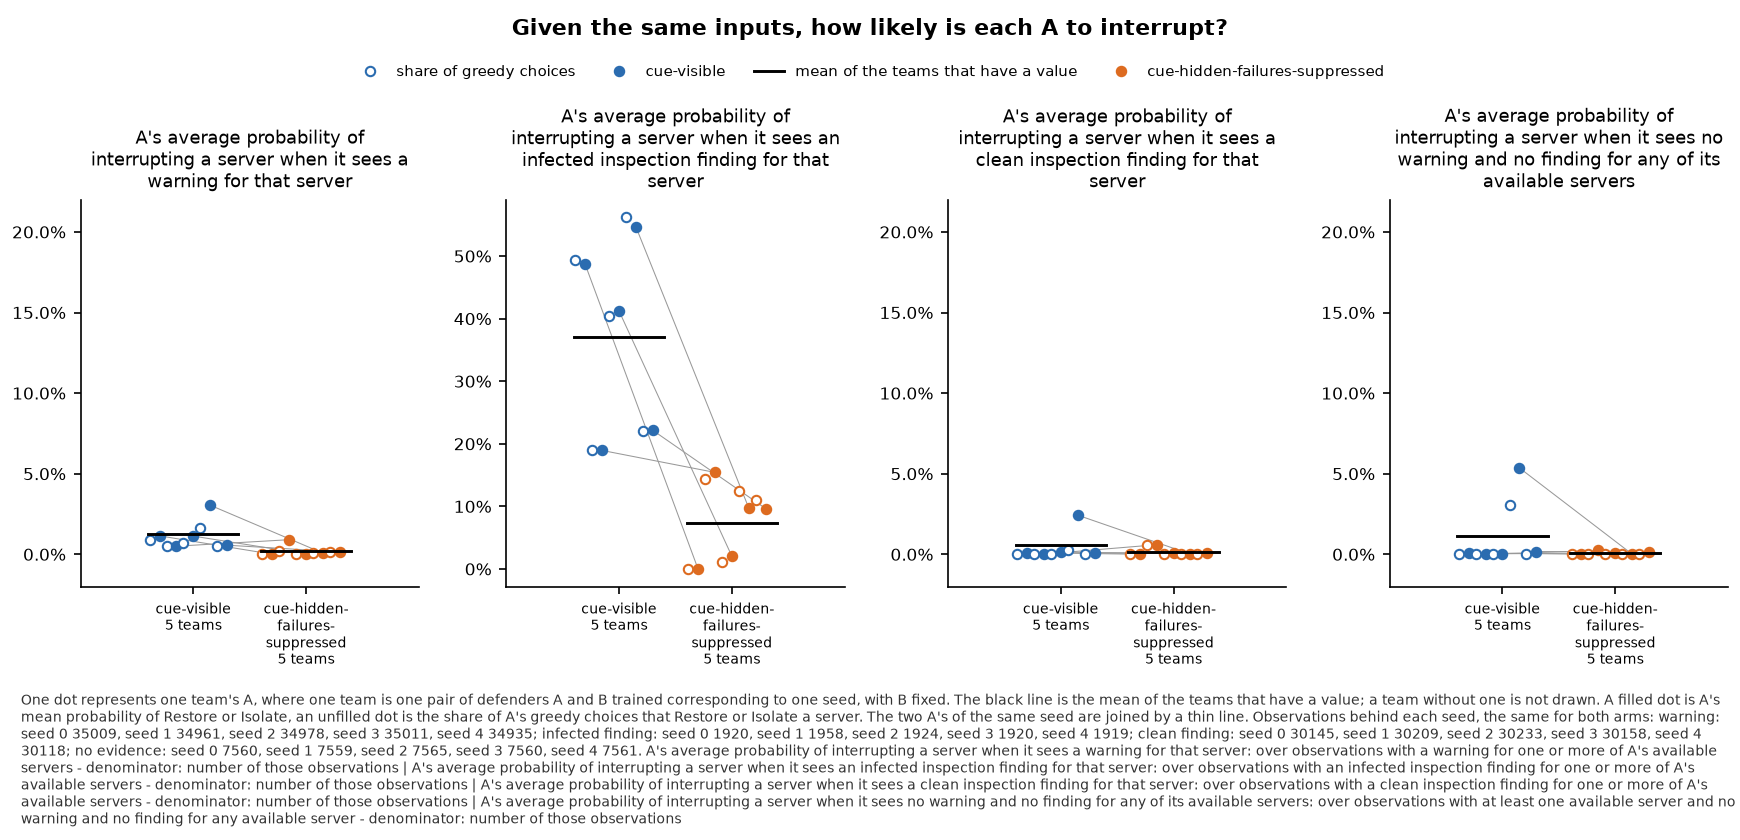 Given the same inputs, how likely is each A to interrupt?
share of greedy choices
cue-visible
mean of the teams that have a value
cue-hidden-failures-suppressed
A's average probability of
interrupting a server when it sees a
warning for that server
20.0%
15.0%
10.0%
5.0%
0.0%
cue-visible
5 teams
cue-hidden-
failures-
suppressed
5 teams
A's average probability of
interrupting a server when it sees an
infected inspection finding for that
server
50%
40%
30%
20%
10%
0%
cue-visible
5 teams
cue-hidden-
failures-
suppressed
5 teams
A's average probability of
interrupting a server when it sees a
clean inspection finding for that
server
20.0%
15.0%
10.0%
5.0%
0.0%
cue-visible
5 teams
cue-hidden-
failures-
suppressed
5 teams
A's average probability of
interrupting a server when it sees no
warning and no finding for any of its
available servers
20.0%
15.0%
10.0%
5.0%
0.0%
cue-visible
5 teams
cue-hidden-
failures-
suppressed
5 teams
One dot represents one team's A, where one team is one pair of defenders A and B trained corresponding to one seed, with B fixed. The black line is the mean of the teams that have a value; a team without one is not drawn. A filled dot is A's
mean probability of Restore or Isolate, an unfilled dot is the share of A's greedy choices that Restore or Isolate a server. The two A's of the same seed are joined by a thin line. Observations behind each seed, the same for both arms: warning:
seed 0 35009, seed 1 34961, seed 2 34978, seed 3 35011, seed 4 34935; infected finding: seed 0 1920, seed 1 1958, seed 2 1924, seed 3 1920, seed 4 1919; clean finding: seed 0 30145, seed 1 30209, seed 2 30233, seed 3 30158, seed 4
30118; no evidence: seed 0 7560, seed 1 7559, seed 2 7565, seed 3 7560, seed 4 7561. A's average probability of interrupting a server when it sees a warning for that server: over observations with a warning for one or more of A's available
servers - denominator: number of those observations | A's average probability of interrupting a server when it sees an infected inspection finding for that server: over observations with an infected inspection finding for one or more of A's
available servers - denominator: number of those observations | A's average probability of interrupting a server when it sees a clean inspection finding for that server: over observations with a clean inspection finding for one or more of A's
available servers - denominator: number of those observations | A's average probability of interrupting a server when it sees no warning and no finding for any of its available servers: over observations with at least one available server and no
warning and no finding for any available server - denominator: number of those observations